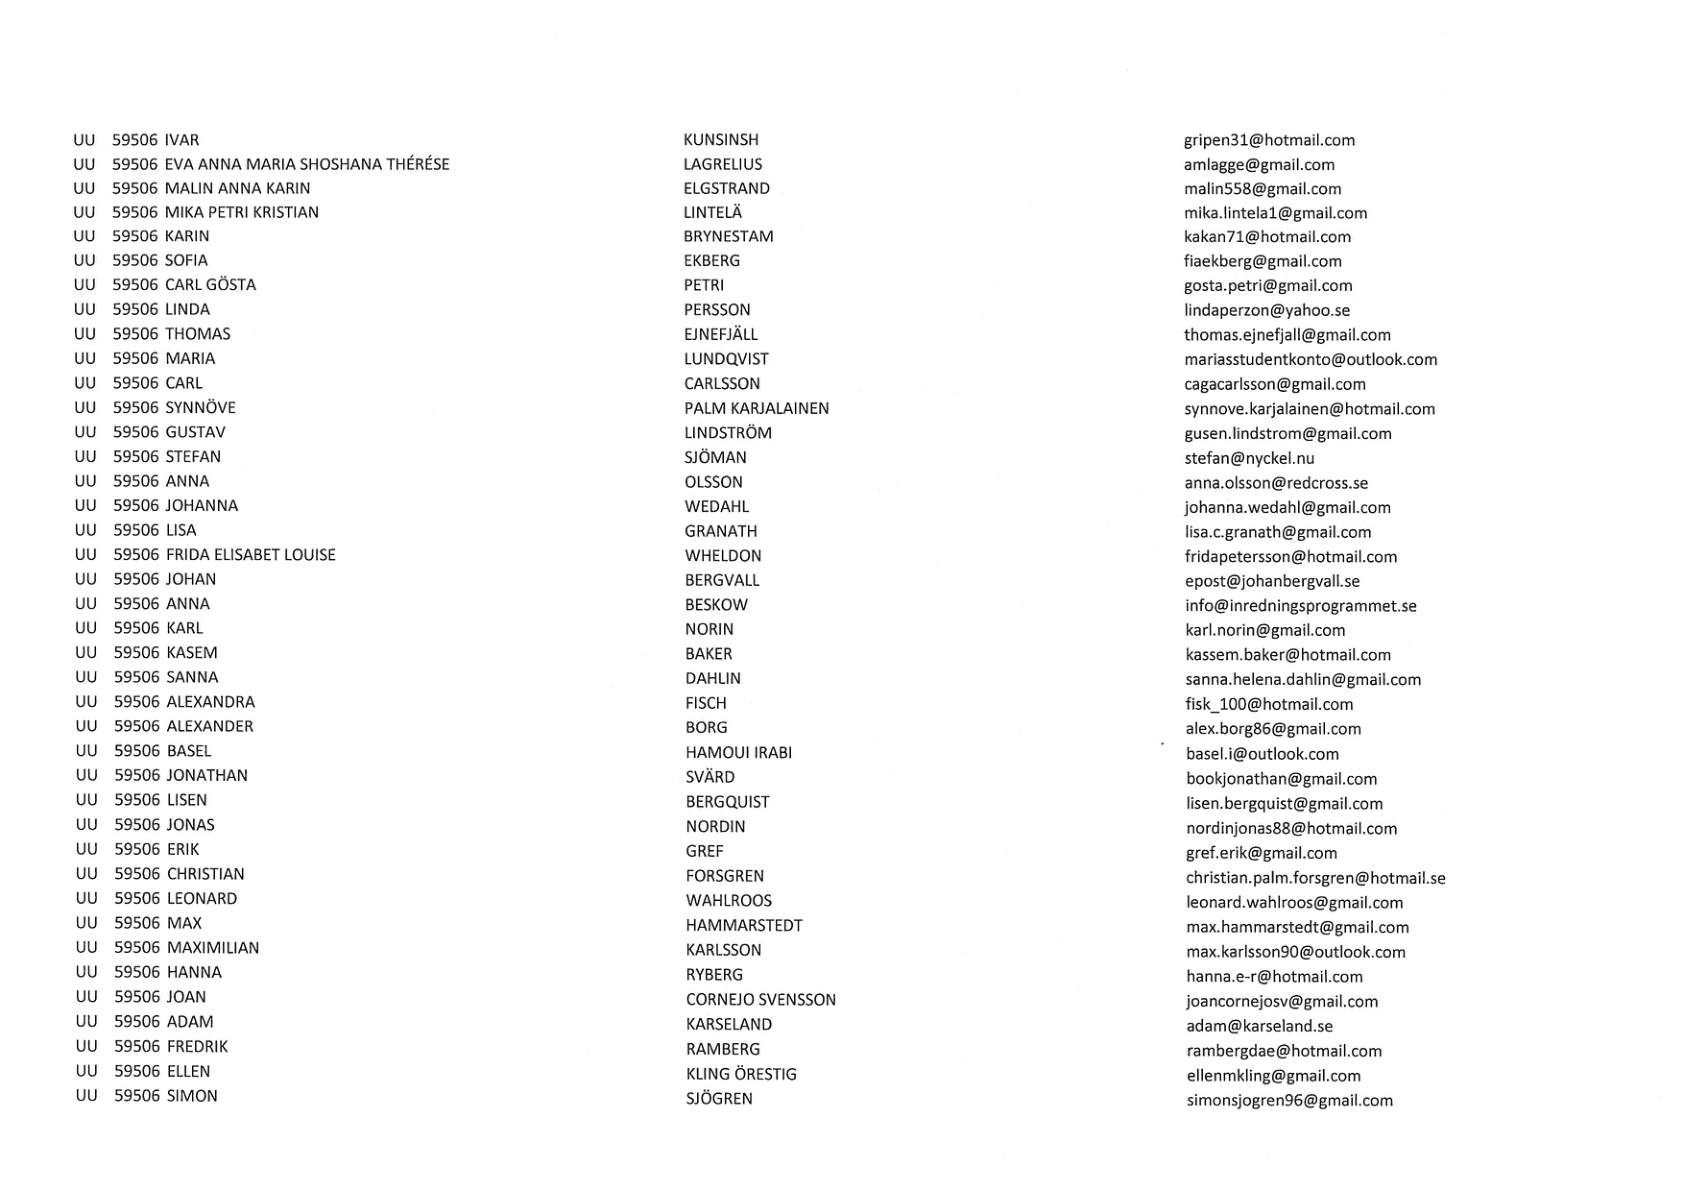 UU 59506 IVAR KUNSINSH gripen31@hotmail.com
UU 59506 EVA ANNA MARIA SHOSHANA THÉRÉSE LAGRELIUS amlagge@gmail.com
UU 59506 MALIN ANNA KARIN ELGSTRAND malin558@gmail.com
UU 59506 MIKA PETRI KRISTIAN LINTELÄ mika.lintela1@gmail.com
UU 59506 KARIN BRYNESTAM kakan71@hotmail.com
UU 59506 SOFIA EKBERG fiaekberg@gmail.com
UU 59506 CARL GÖSTA PETRI gosta.petri@gmail.com
UU 59506 LINDA PERSSON lindaperzon@yahoo.se
UU 59506 THOMAS EJNEFJÄLL thomas.ejnefjall@gmail.com
UU 59506 MARIA LUNDQVIST mariasstudentkonto@outlook.com
UU 59506 CARL CARLSSON cagacarlsson@gmail.com
UU 59506 SYNNÖVE PALM KARJALAINEN synnove.karjalainen@hotmail.com
UU 59506 GUSTAV LINDSTRÖM gusen.lindstrom@gmail.com
UU 59506 STEFAN SJÖMAN stefan@nyckel.nu
UU 59506 ANNA OLSSON anna.olsson@redcross.se
UU 59506 JOHANNA WEDAHL johanna.wedahl@gmail.com
UU 59506 LISA GRANATH lisa.c.granath@gmail.com
UU 59506 FRIDA ELISABET LOUISE WHELDON fridapetersson@hotmail.com
UU 59506 JOHAN BERGVALL epost@johanbergvall.se
UU 59506 ANNA BESKOW info@inredningsprogrammet.se
UU 59506 KARL NORIN karl.norin@gmail.com
UU 59506 KASEM BAKER kassem.baker@hotmail.com
UU 59506 SANNA DAHLIN sanna.helena.dahlin@gmail.com
UU 59506 ALEXANDRA FISCH fisk_100@hotmail.com
UU 59506 ALEXANDER BORG alex.borg86@gmail.com
UU 59506 BASEL HAMOUI IRABI basel.i@outlook.com
UU 59506 JONATHAN SVÄRD bookjonathan@gmail.com
UU 59506 LISEN BERGQUIST lisen.bergquist@gmail.com
UU 59506 JONAS NORDIN nordinjonas88@hotmail.com
UU 59506 ERIK GREF gref.erik@gmail.com
UU 59506 CHRISTIAN FORSGREN christian.palm.forsgren@hotmail.se
UU 59506 LEONARD WAHLROOS leonard.wahlroos@gmail.com
UU 59506 MAX HAMMARSTEDT max.hammarstedt@gmail.com
UU 59506 MAXIMILIAN KARLSSON max.karlsson90@outlook.com
UU 59506 HANNA RYBERG hanna.e-r@hotmail.com
UU 59506 JOAN CORNEJO SVENSSON joancornejosv@gmail.com
UU 59506 ADAM KARSELAND adam@karseland.se
UU 59506 FREDRIK RAMBERG rambergdae@hotmail.com
UU 59506 ELLEN KLING ÖRESTIG ellenmkling@gmail.com
UU 59506 SIMON SJÖGREN simonsjogren96@gmail.com